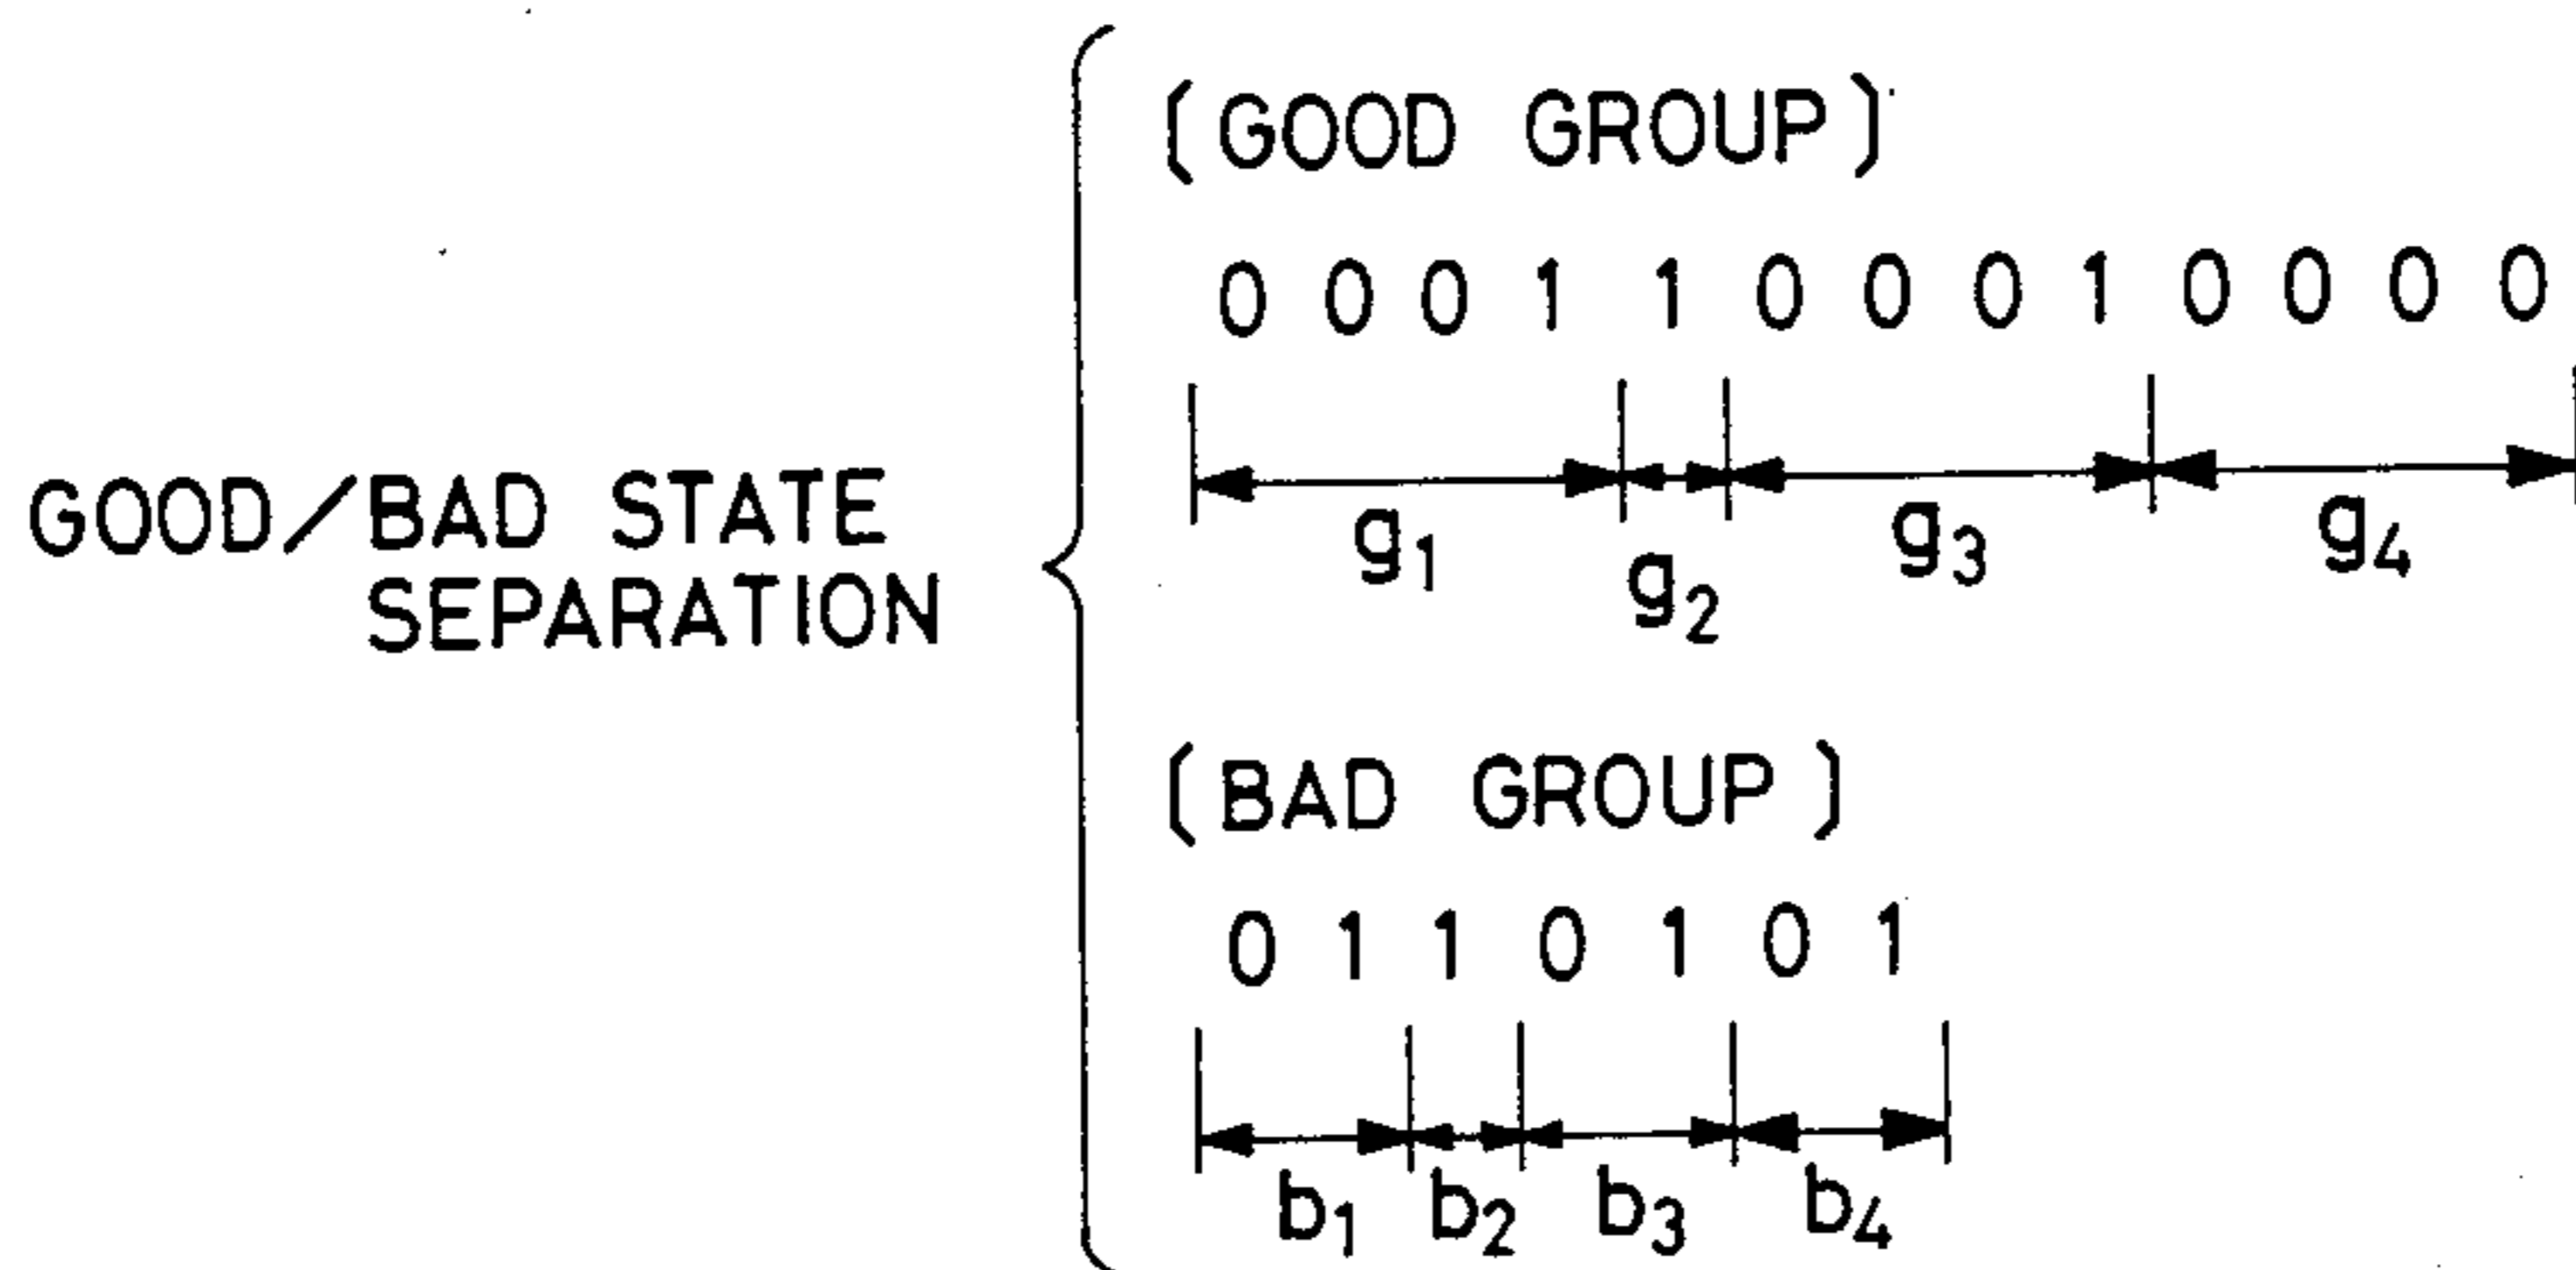 GOOD/BAD STATE
SEPARATION
(GOOD GROUP)
0 0 0 1 1 0 0 0 1 0 0 0 0
g1 g2 g3 g4
(BAD GROUP)
0 1 1 0 1 0 1
b1 b2 b3 b4